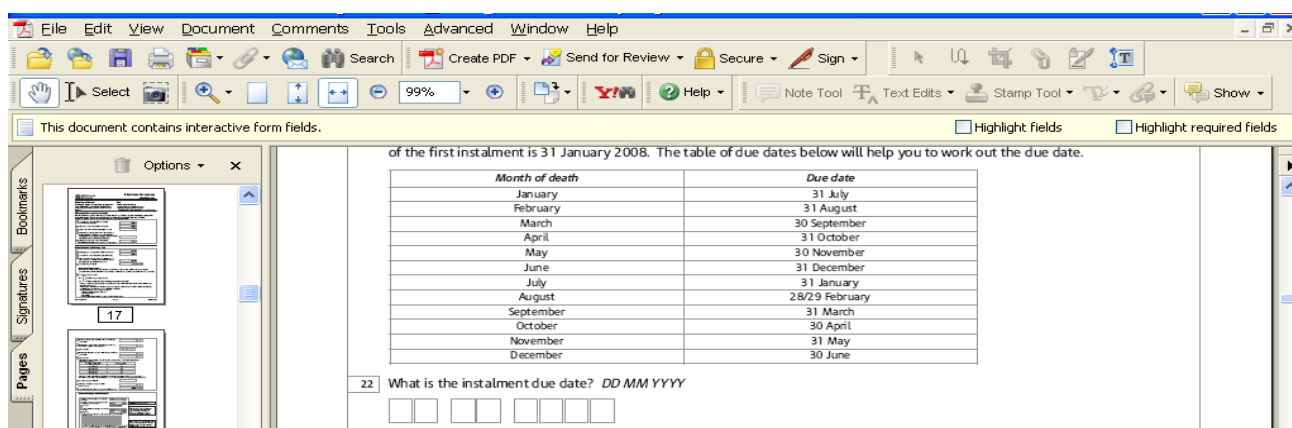 File Edit View Document Comments Tools Advanced Window Help
Search Create PDF Send for Review Secure Sign
Select 99% Y! Help Note Tool Text Edits Stamp Tool Show
This document contains interactive form fields. Highlight fields Highlight required fields
Options x
Bookmarks
Signatures
Pages
17
of the first instalment is 31 January 2008. The table of due dates below will help you to work out the due date.
Month of death Due date
January 31 July
February 31 August
March 30 September
April 31 October
May 30 November
June 31 December
July 31 January
August 28/29 February
September 31 March
October 30 April
November 31 May
December 30 June
22 What is the instalment due date? DD MM YYYY